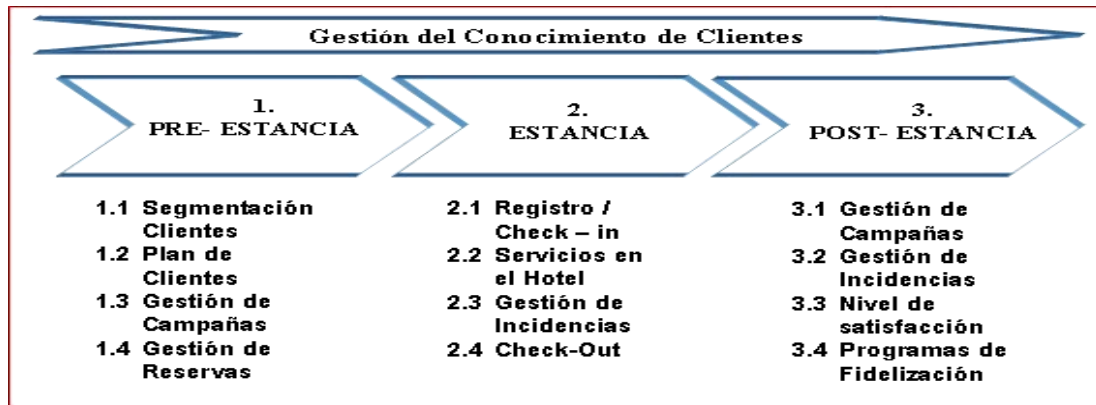 Gestión del Conocimiento de Clientes
1.
PRE- ESTANCIA
2.
ESTANCIA
3.
POST- ESTANCIA
1.1 Segmentación
Clientes
1.2 Plan de
Clientes
1.3 Gestión de
Campañas
1.4 Gestión de
Reservas
2.1 Registro /
Check – in
2.2 Servicios en
el Hotel
2.3 Gestión de
Incidencias
2.4 Check-Out
3.1 Gestión de
Campañas
3.2 Gestión de
Incidencias
3.3 Nivel de
satisfacción
3.4 Programas de
Fidelización